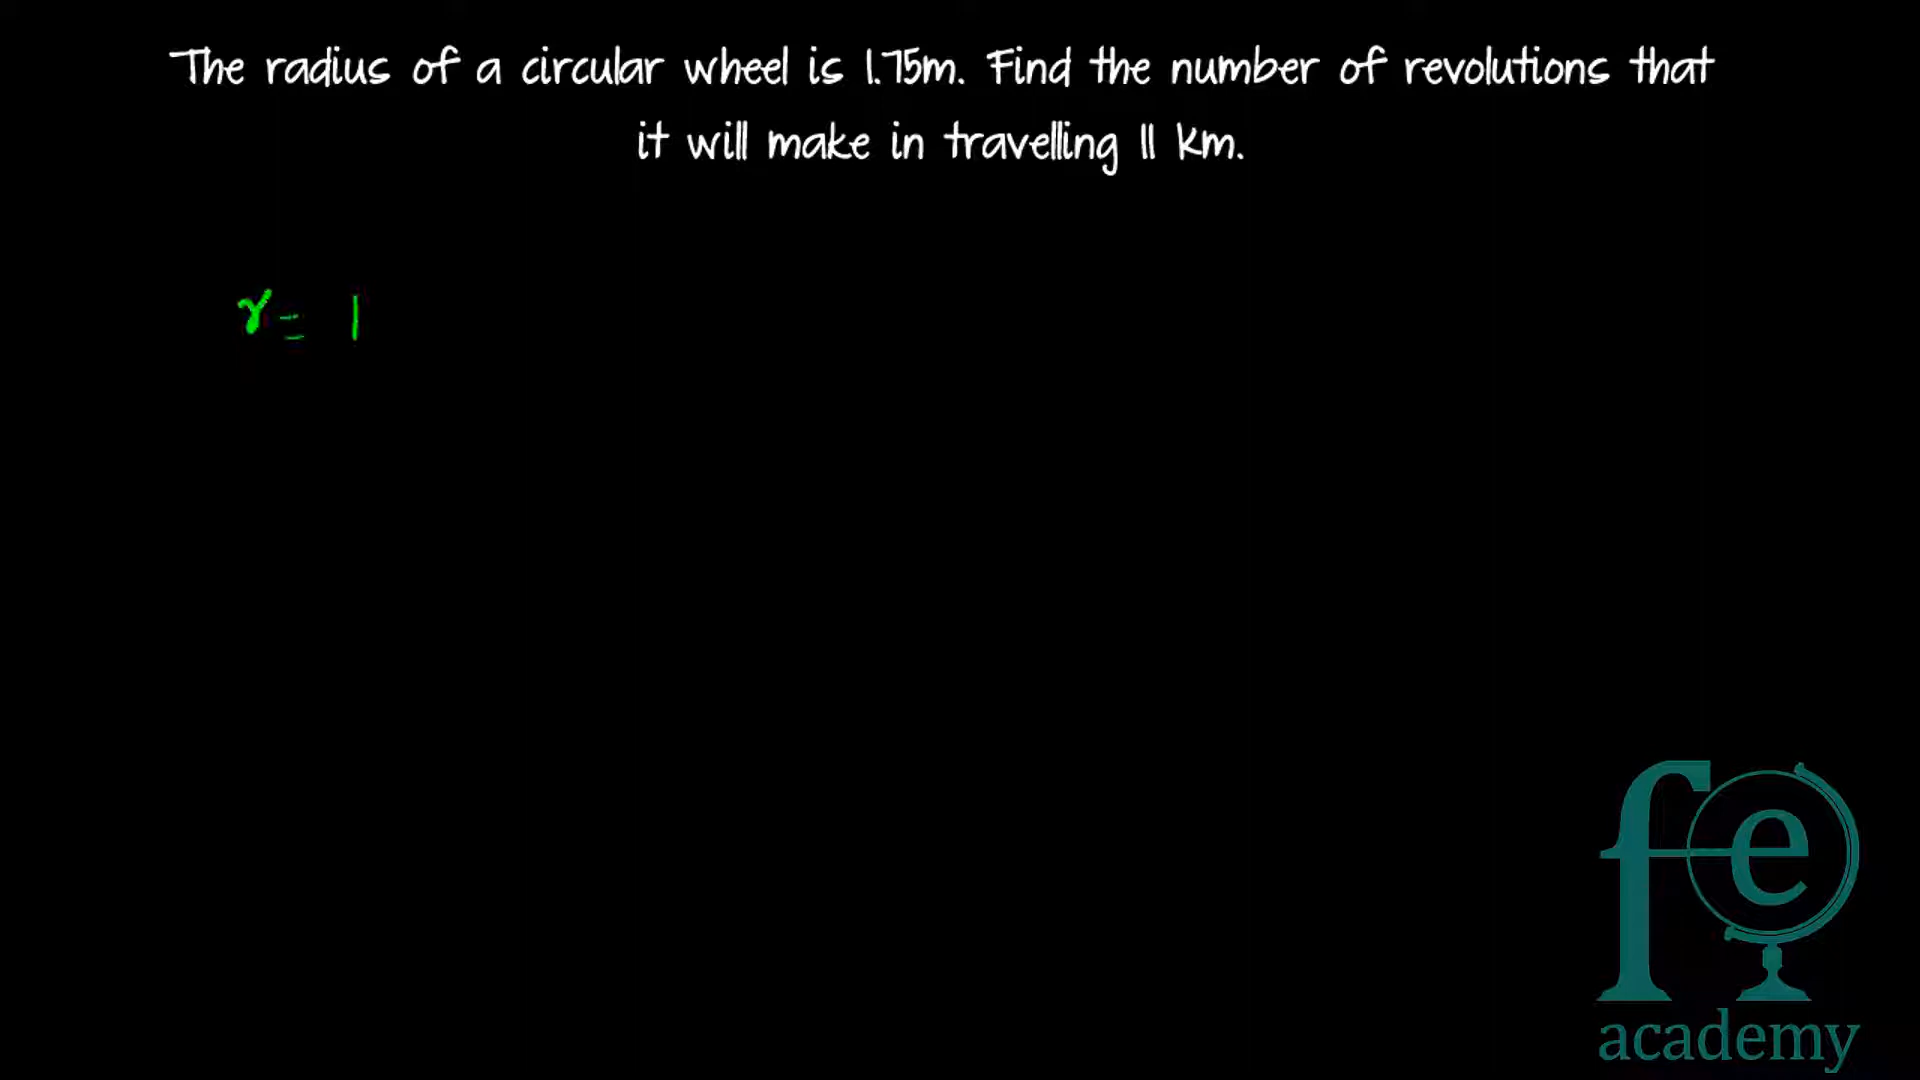 The radius of a circular wheel is 1.75m. Find the number of revolutions that
it will make in travelling 11 km.
r = 1
fe
academy